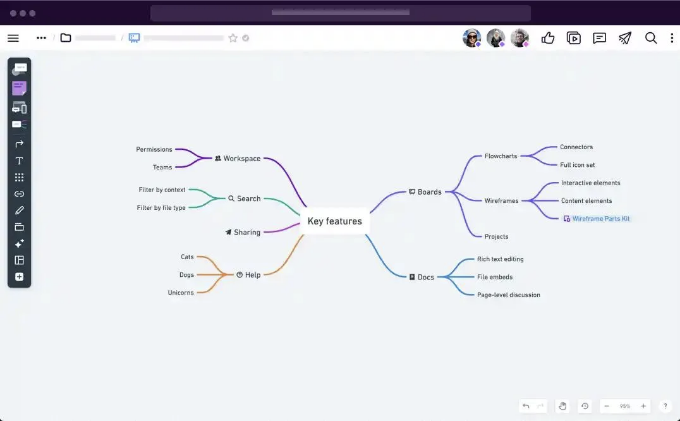 Permissions
Teams
Workspace
Filter by context
Filter by file type
Search
Sharing
Cats
Dogs
Unicorns
Help
Key features
Boards
Flowcharts
Connectors
Full icon set
Wireframes
Interactive elements
Content elements
Wireframe Parts Kit
Projects
Docs
Rich text editing
File embeds
Page-level discussion
98%